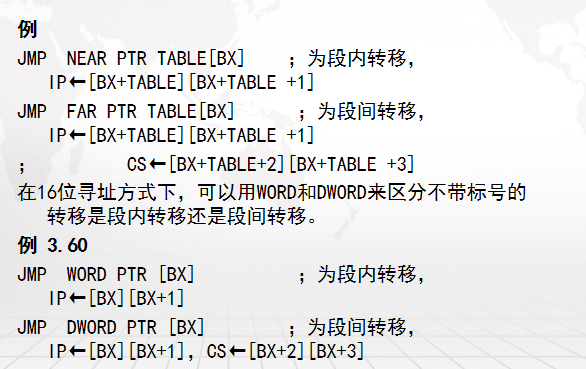 例
JMP NEAR PTR TABLE[BX] ;为段内转移，
IP←[BX+TABLE][BX+TABLE +1]
JMP FAR PTR TABLE[BX] ;为段间转移，
IP←[BX+TABLE][BX+TABLE +1]
; CS←[BX+TABLE+2][BX+TABLE +3]
在16位寻址方式下，可以用WORD和DWORD来区分不带标号的
转移是段内转移还是段间转移。
例 3.60
JMP WORD PTR [BX] ;为段内转移，
IP←[BX][BX+1]
JMP DWORD PTR [BX] ;为段间转移，
IP←[BX][BX+1]，CS←[BX+2][BX+3]